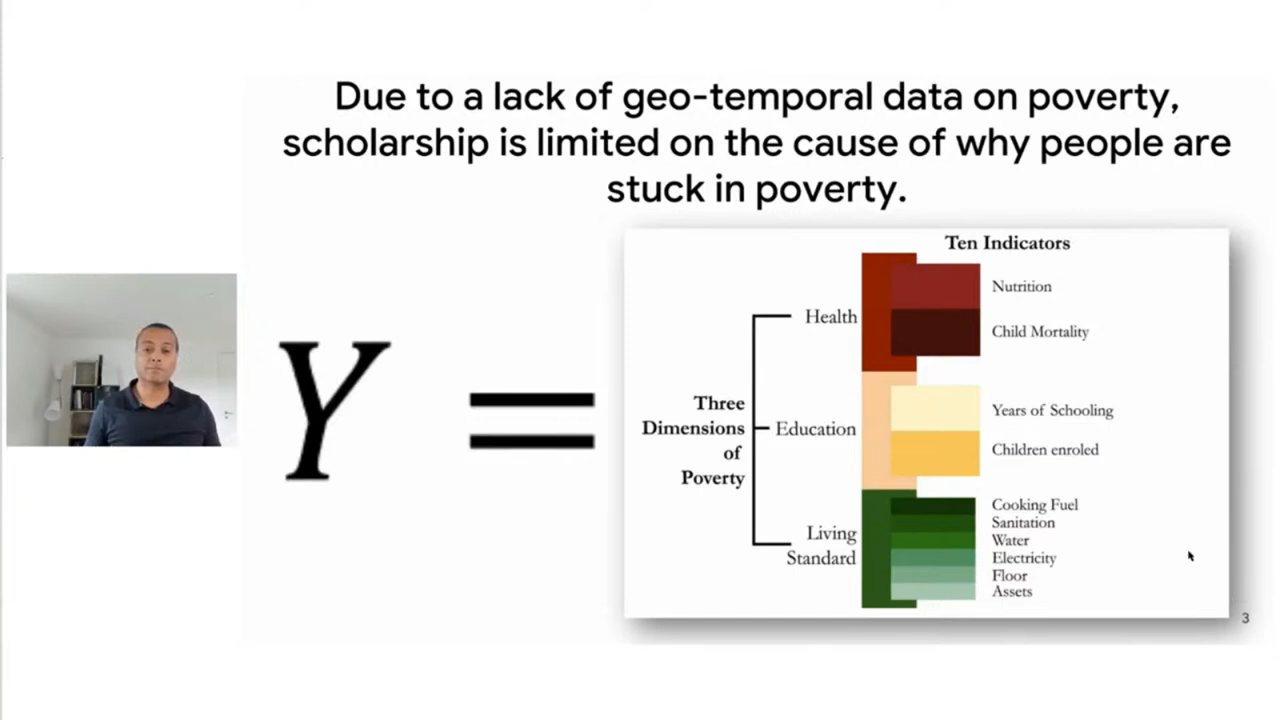 Due to a lack of geo-temporal data on poverty,
scholarship is limited on the cause of why people are
stuck in poverty.
Y =
Three
Dimensions
of
Poverty
Health
Education
Living
Standard
Ten Indicators
Nutrition
Child Mortality
Years of Schooling
Children enroled
Cooking Fuel
Sanitation
Water
Electricity
Floor
Assets
3